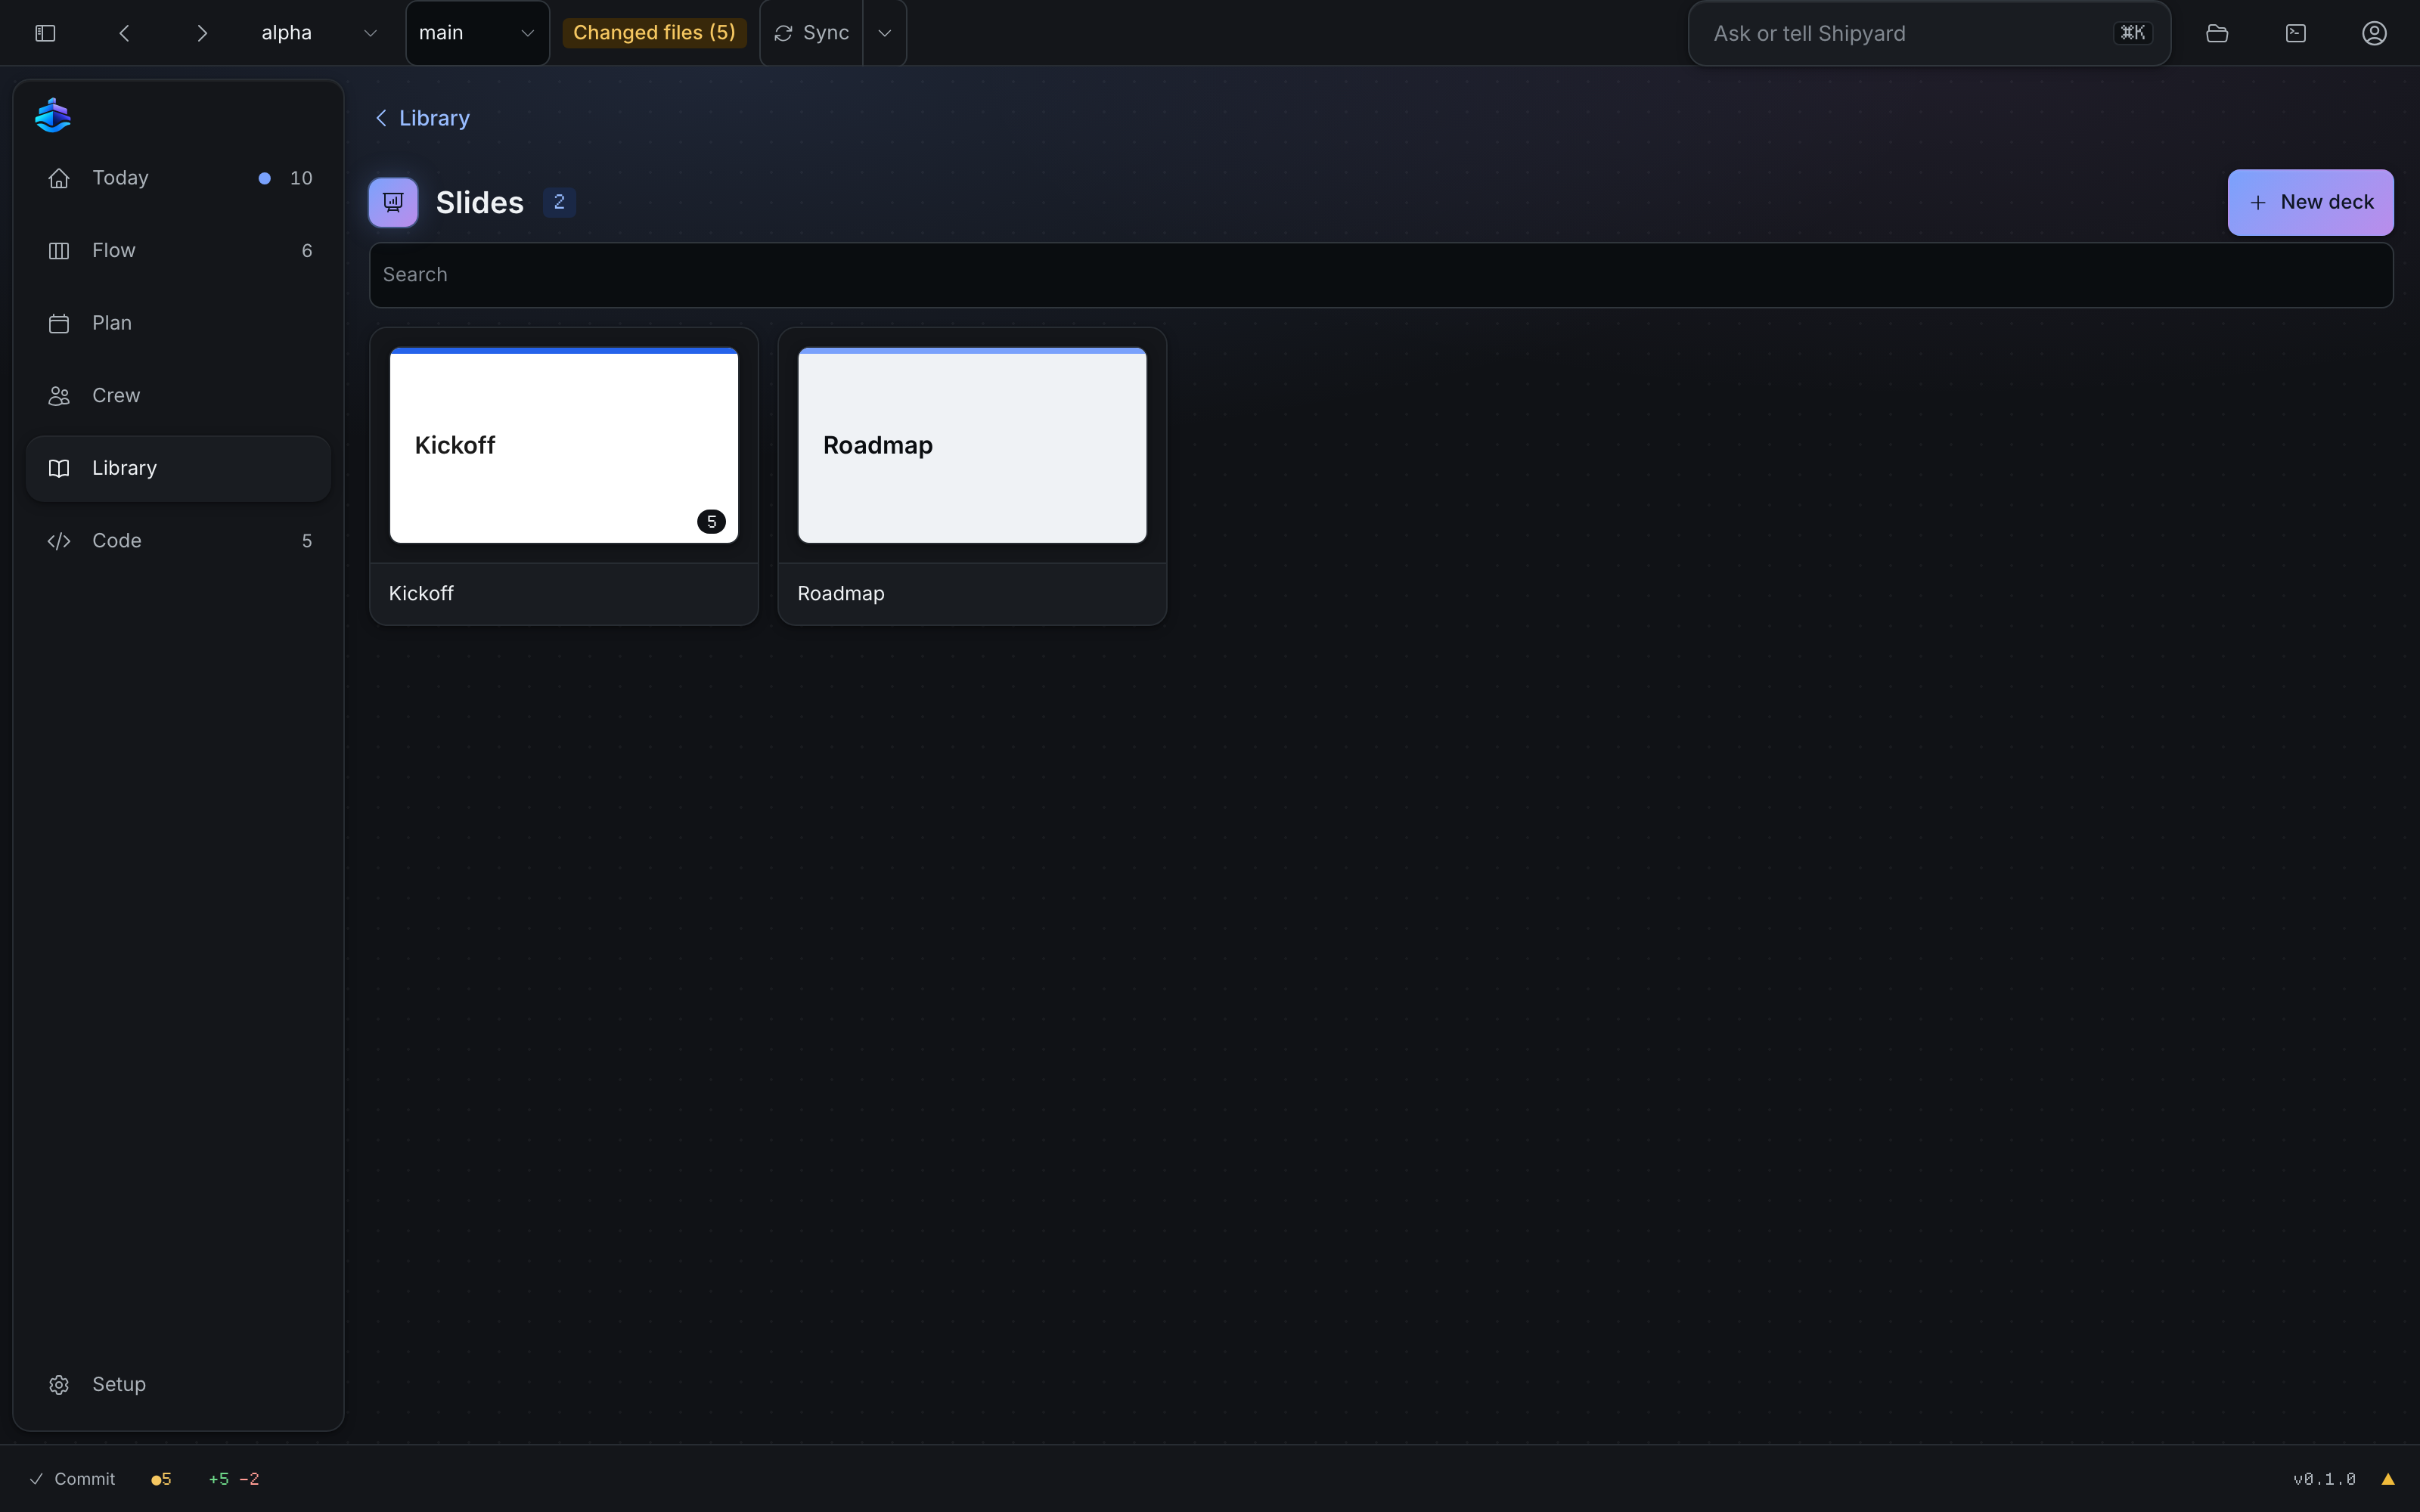 alpha
main
Changed files (5)
Sync
Ask or tell Shipyard
⌘K
Library
Today 10
Flow 6
Plan
Crew
Library
Code 5
Setup
Slides 2
New deck
Search
Kickoff
5
Kickoff
Roadmap
Roadmap
Commit
5
+5 -2
v0.1.0